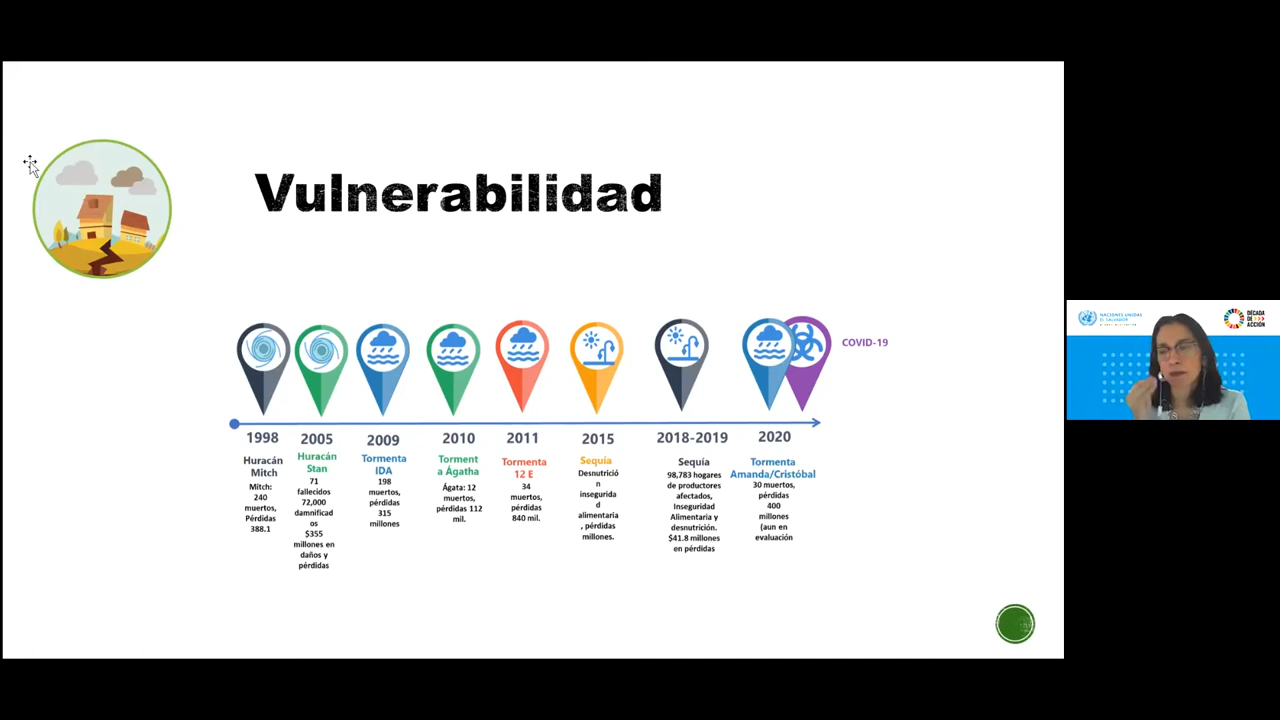 Vulnerabilidad
COVID-19
1998
Huracán
Mitch
Mitch:
240
muertos,
Pérdidas
388.1
2005
Huracán
Stan
71
fallecidos
72,000
damnificad
os
$355
millones en
daños y
pérdidas
2009
Tormenta
IDA
198
muertos,
pérdidas
315
millones
2010
Torment
a Ágatha
Ágata: 12
muertos,
pérdidas 112
mil.
2011
Tormenta
12 E
34
muertos,
pérdidas
840 mil.
2015
Sequía
Desnutrició
n
insegurida
d
alimentaria
, pérdidas
millones.
2018-2019
Sequía
98,783 hogares
de productores
afectados,
Inseguridad
Alimentaria y
desnutrición.
$41.8 millones
en pérdidas
2020
Tormenta
Amanda/Cristóbal
30 muertos,
pérdidas
400
millones
(aun en
evaluación
NACIONES UNIDAS
EL SALVADOR
DÉCADA
DE
ACCIÓN